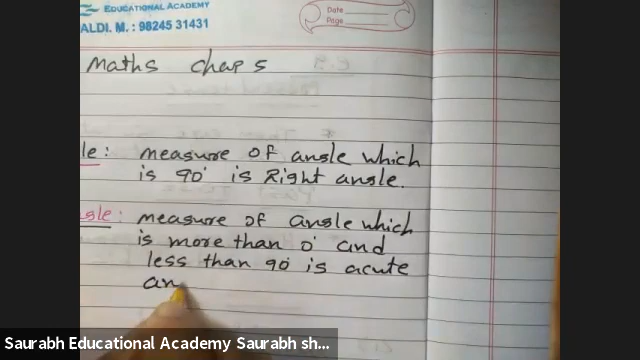 EDUCATIONAL ACADEMY
ALDI. M. : 98245 31431
Date
Page
Maths chap 5
le: measure of angle which
is 90° is Right angle.
gle: measure of angle which
is more than 0° and
less than 90° is acute
an
Saurabh Educational Academy Saurabh sh...